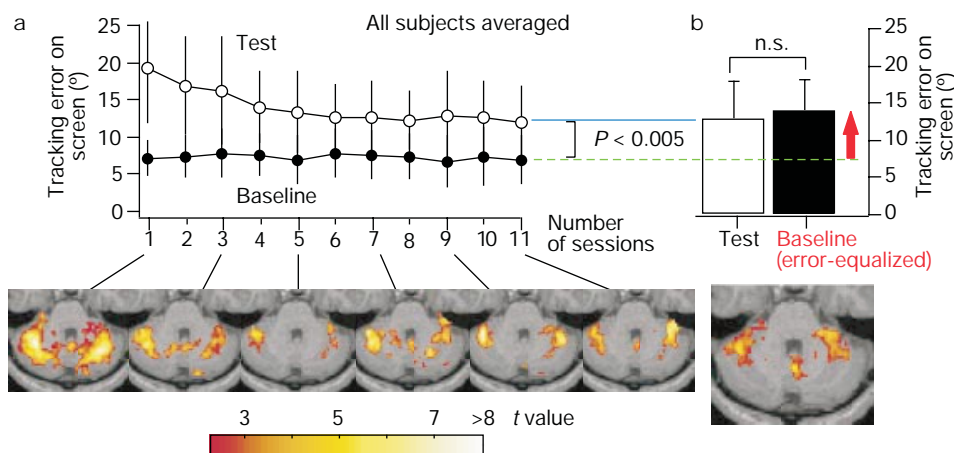 a
All subjects averaged
b
Tracking error on
screen (º)
25
20
15
10
5
0
Test
Baseline
P < 0.005
1 2 3 4 5 6 7 8 9 10 11
Number
of sessions
n.s.
25
20
15
10
5
0
Tracking error on
screen (º)
Test
Baseline
(error-equalized)
3 5 7 >8 t value